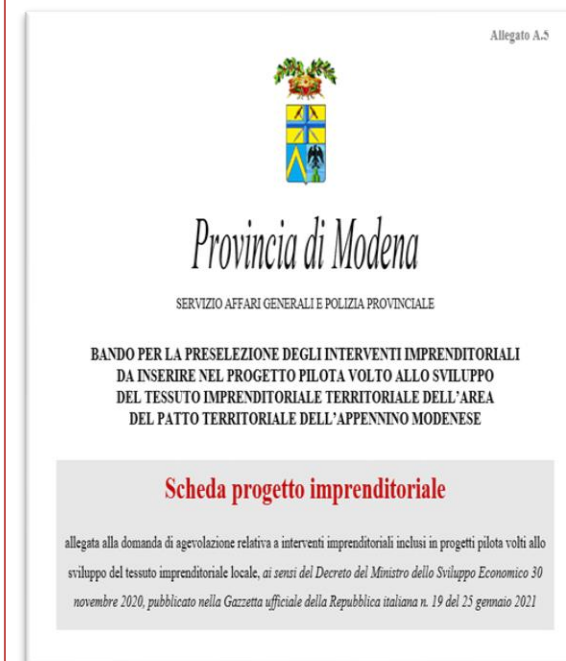 Allegato A.5
Provincia di Modena
SERVIZIO AFFARI GENERALI E POLIZIA PROVINCIALE
BANDO PER LA PRESELEZIONE DEGLI INTERVENTI IMPRENDITORIALI
DA INSERIRE NEL PROGETTO PILOTA VOLTO ALLO SVILUPPO
DEL TESSUTO IMPRENDITORIALE TERRITORIALE DELL'AREA
DEL PATTO TERRITORIALE DELL'APPENNINO MODENESE
Scheda progetto imprenditoriale
allegata alla domanda di agevolazione relativa a interventi imprenditoriali inclusi in progetti pilota volti allo
sviluppo del tessuto imprenditoriale locale, ai sensi del Decreto del Ministro dello Sviluppo Economico 30
novembre 2020, pubblicato nella Gazzetta ufficiale della Repubblica italiana n. 19 del 25 gennaio 2021